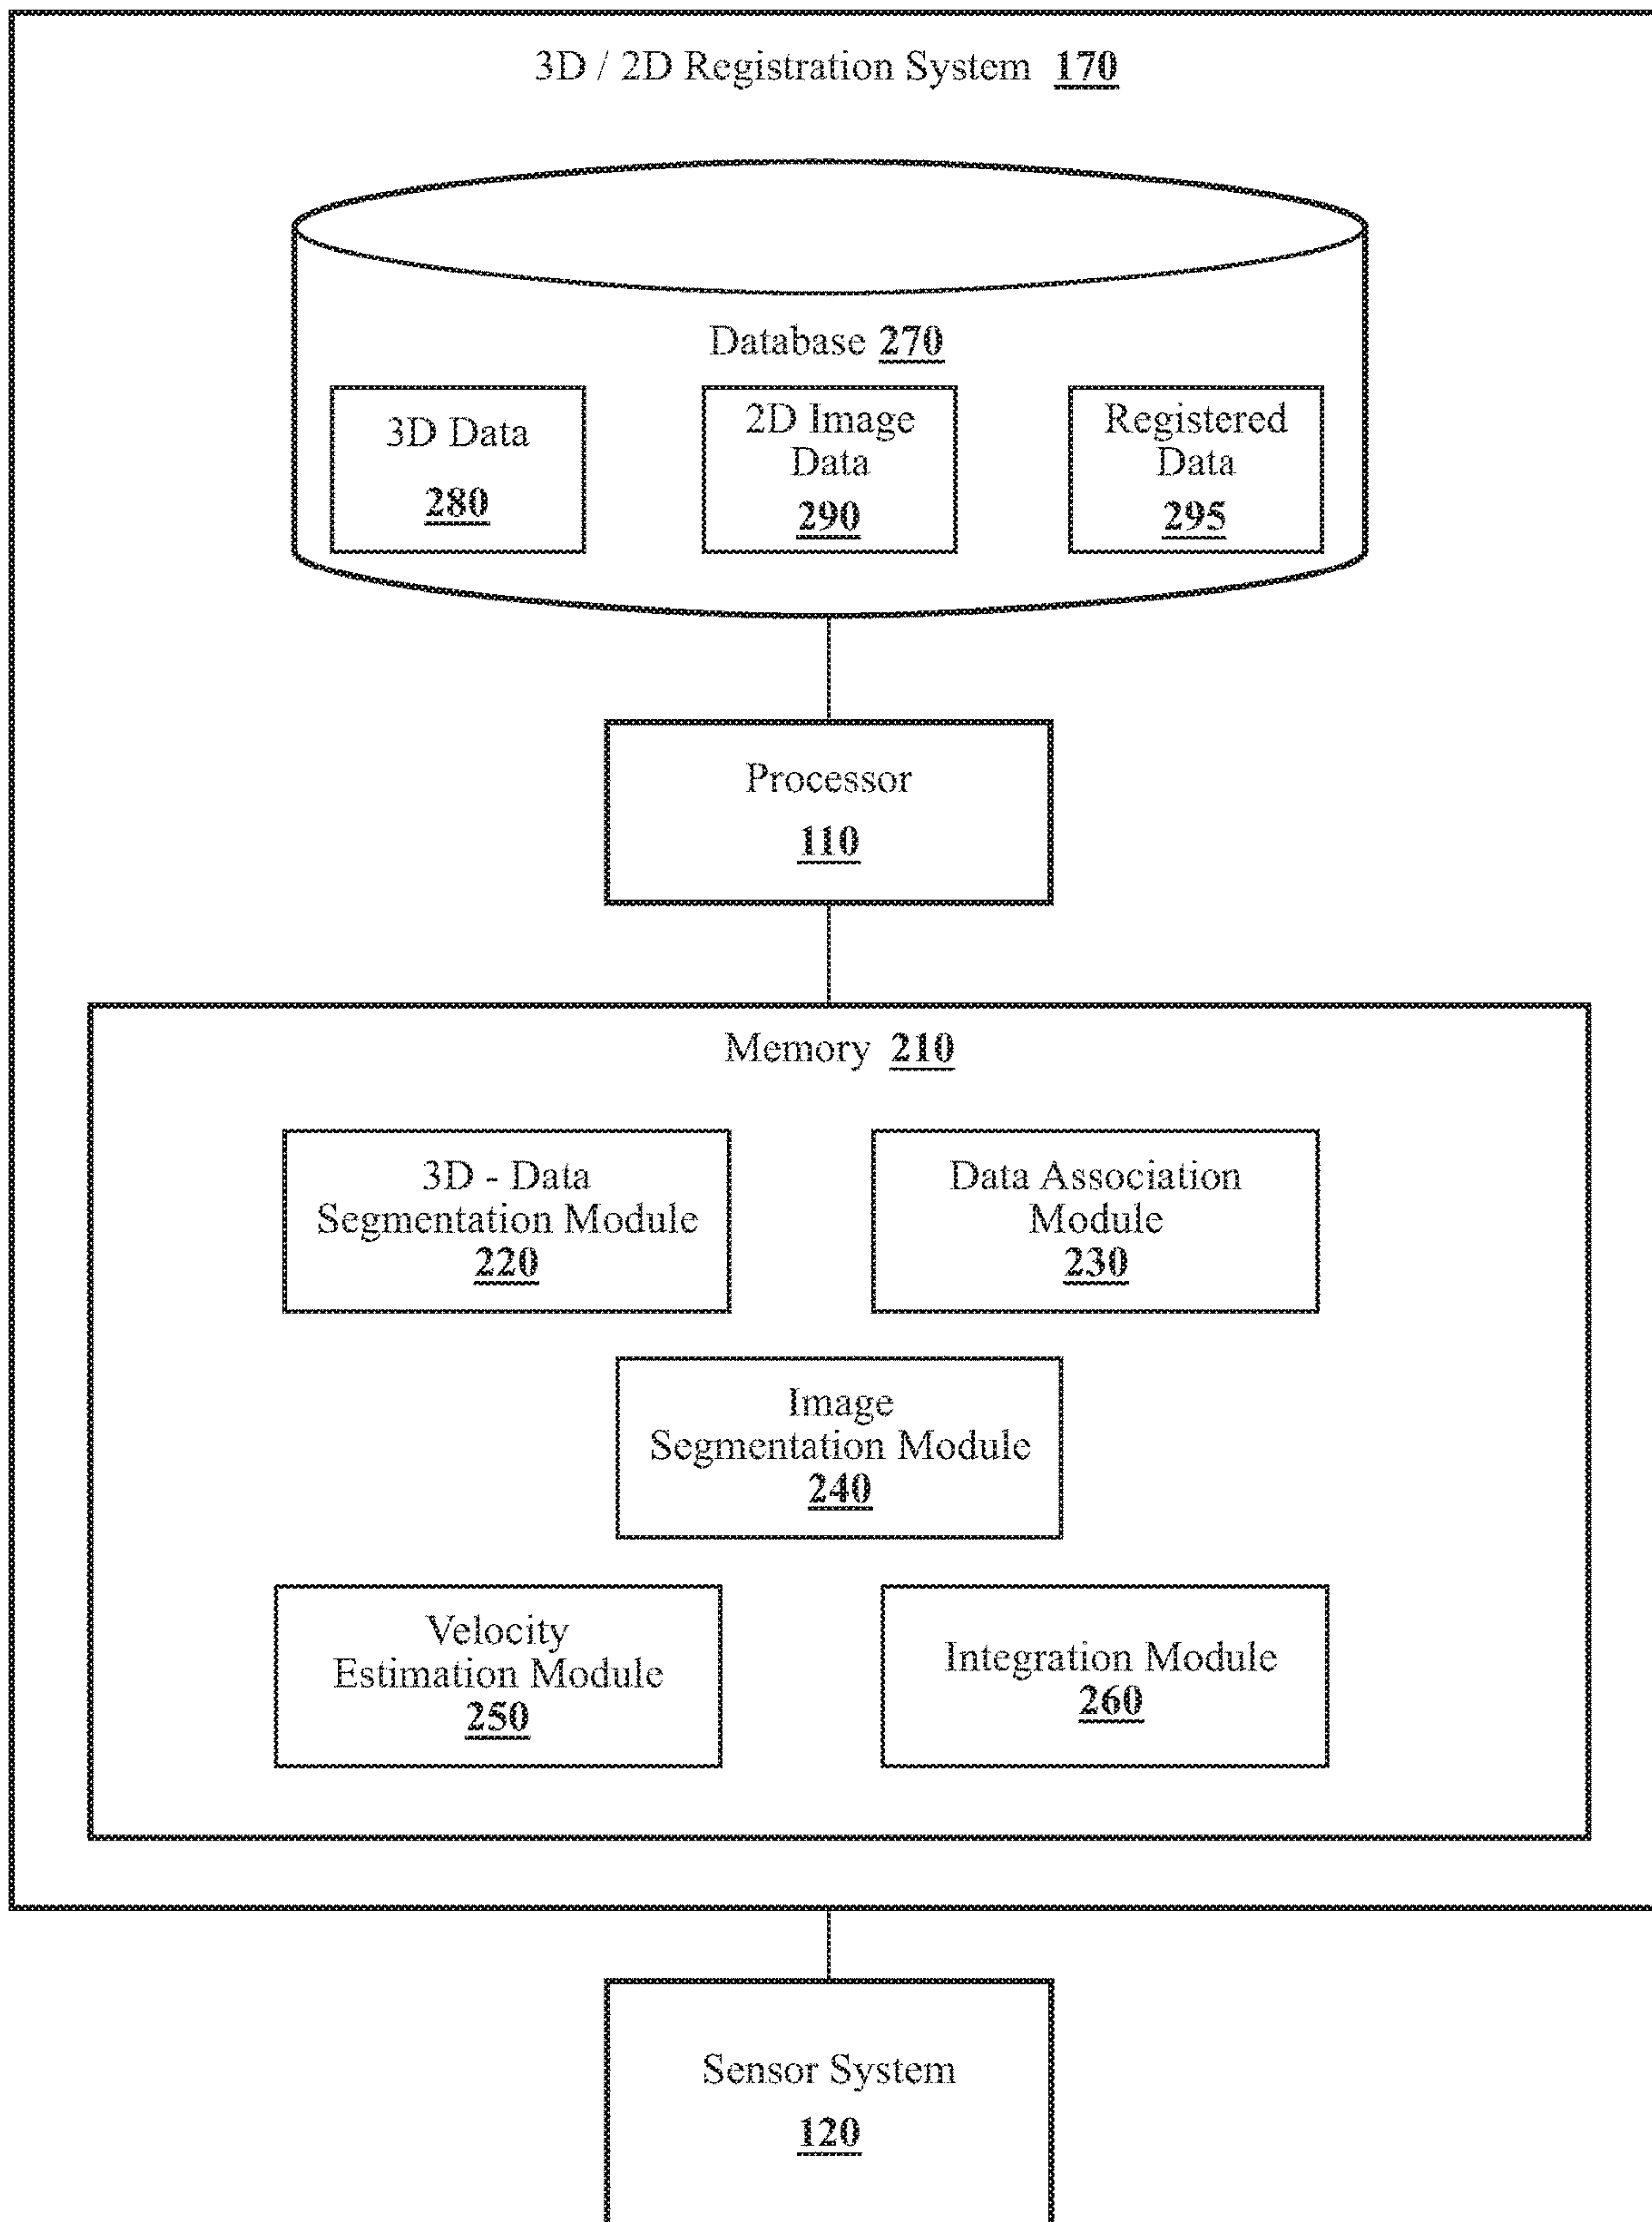 3D / 2D Registration System 170
Database 270
3D Data
280
2D Image
Data
290
Registered
Data
295
Processor
110
Memory 210
3D - Data
Segmentation Module
220
Data Association
Module
230
Image
Segmentation Module
240
Velocity
Estimation Module
250
Integration Module
260
Sensor System
120